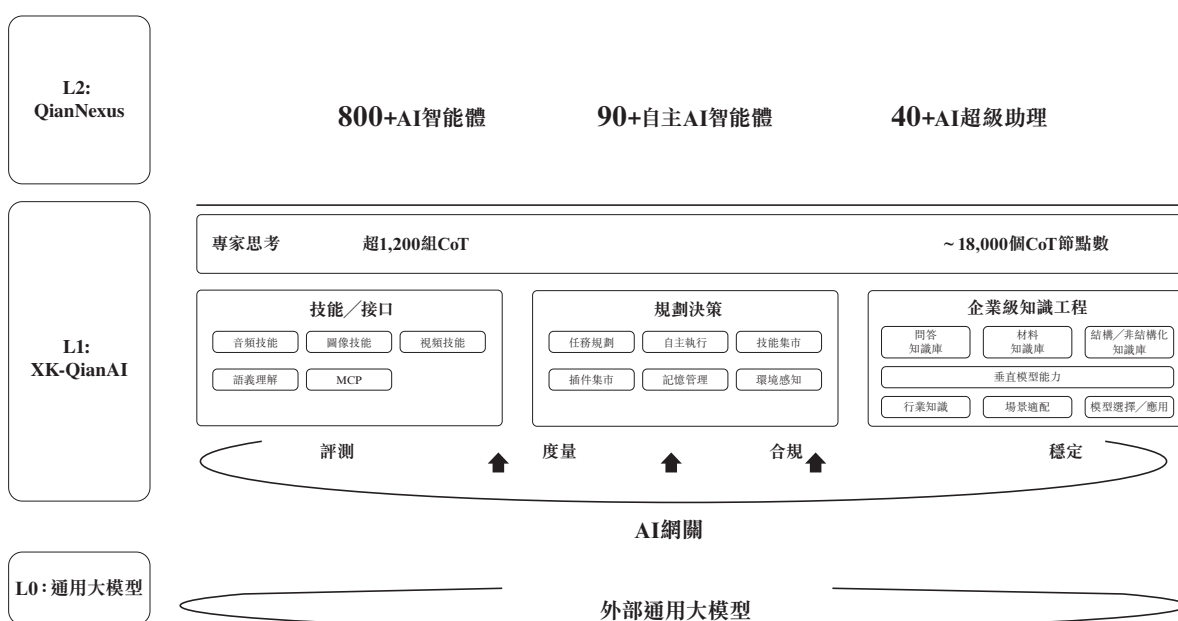 L2:
QianNexus
800+AI智能體
90+自主AI智能體
40+AI超級助理
L1:
XK-QianAI
專家思考
超1,200組CoT
~18,000個CoT節點數
技能／接口
音頻技能
圖像技能
視頻技能
語義理解
MCP
規劃決策
任務規劃
自主執行
技能集市
插件集市
記憶管理
環境感知
企業級知識工程
問答
知識庫
材料
知識庫
結構／非結構化
知識庫
垂直模型能力
行業知識
場景適配
模型選擇／應用
評測
度量
合規
穩定
AI網關
L0：通用大模型
外部通用大模型